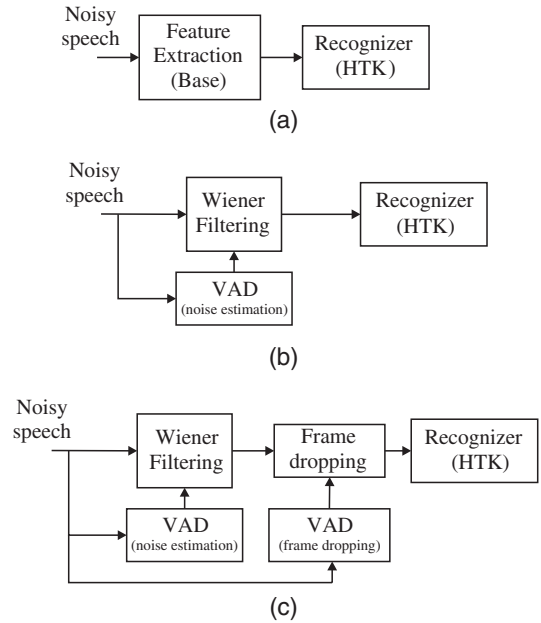 Noisy
speech
Feature
Extraction
(Base)
Recognizer
(HTK)
(a)
Noisy
speech
Wiener
Filtering
Recognizer
(HTK)
VAD
(noise estimation)
(b)
Noisy
speech
Wiener
Filtering
Frame
dropping
Recognizer
(HTK)
VAD
(noise estimation)
VAD
(frame dropping)
(c)